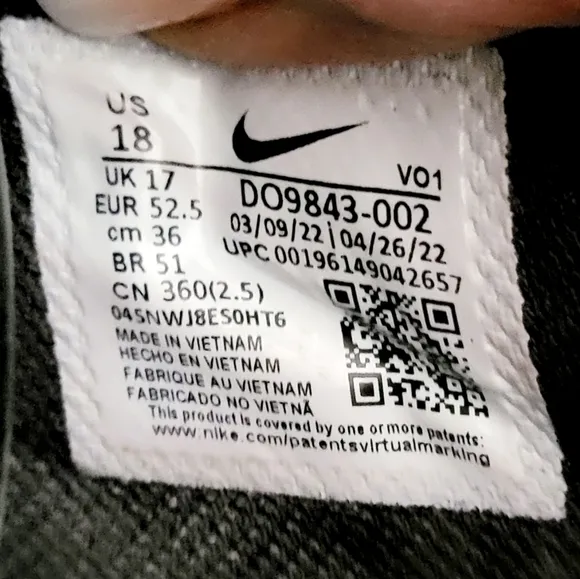 US
18
VO1
UK 17
DO9843-002
EUR 52.5
03/09/22 | 04/26/22
cm 36
UPC 00196149042657
BR 51
CN 360(2.5)
04SNWJ8ES0HT6
MADE IN VIETNAM
HECHO EN VIETNAM
FABRIQUE AU VIETNAM
FABRICADO NO VIETNÃ
This product is covered by one or more patents:
www.nike.com/patentsvirtualmarking